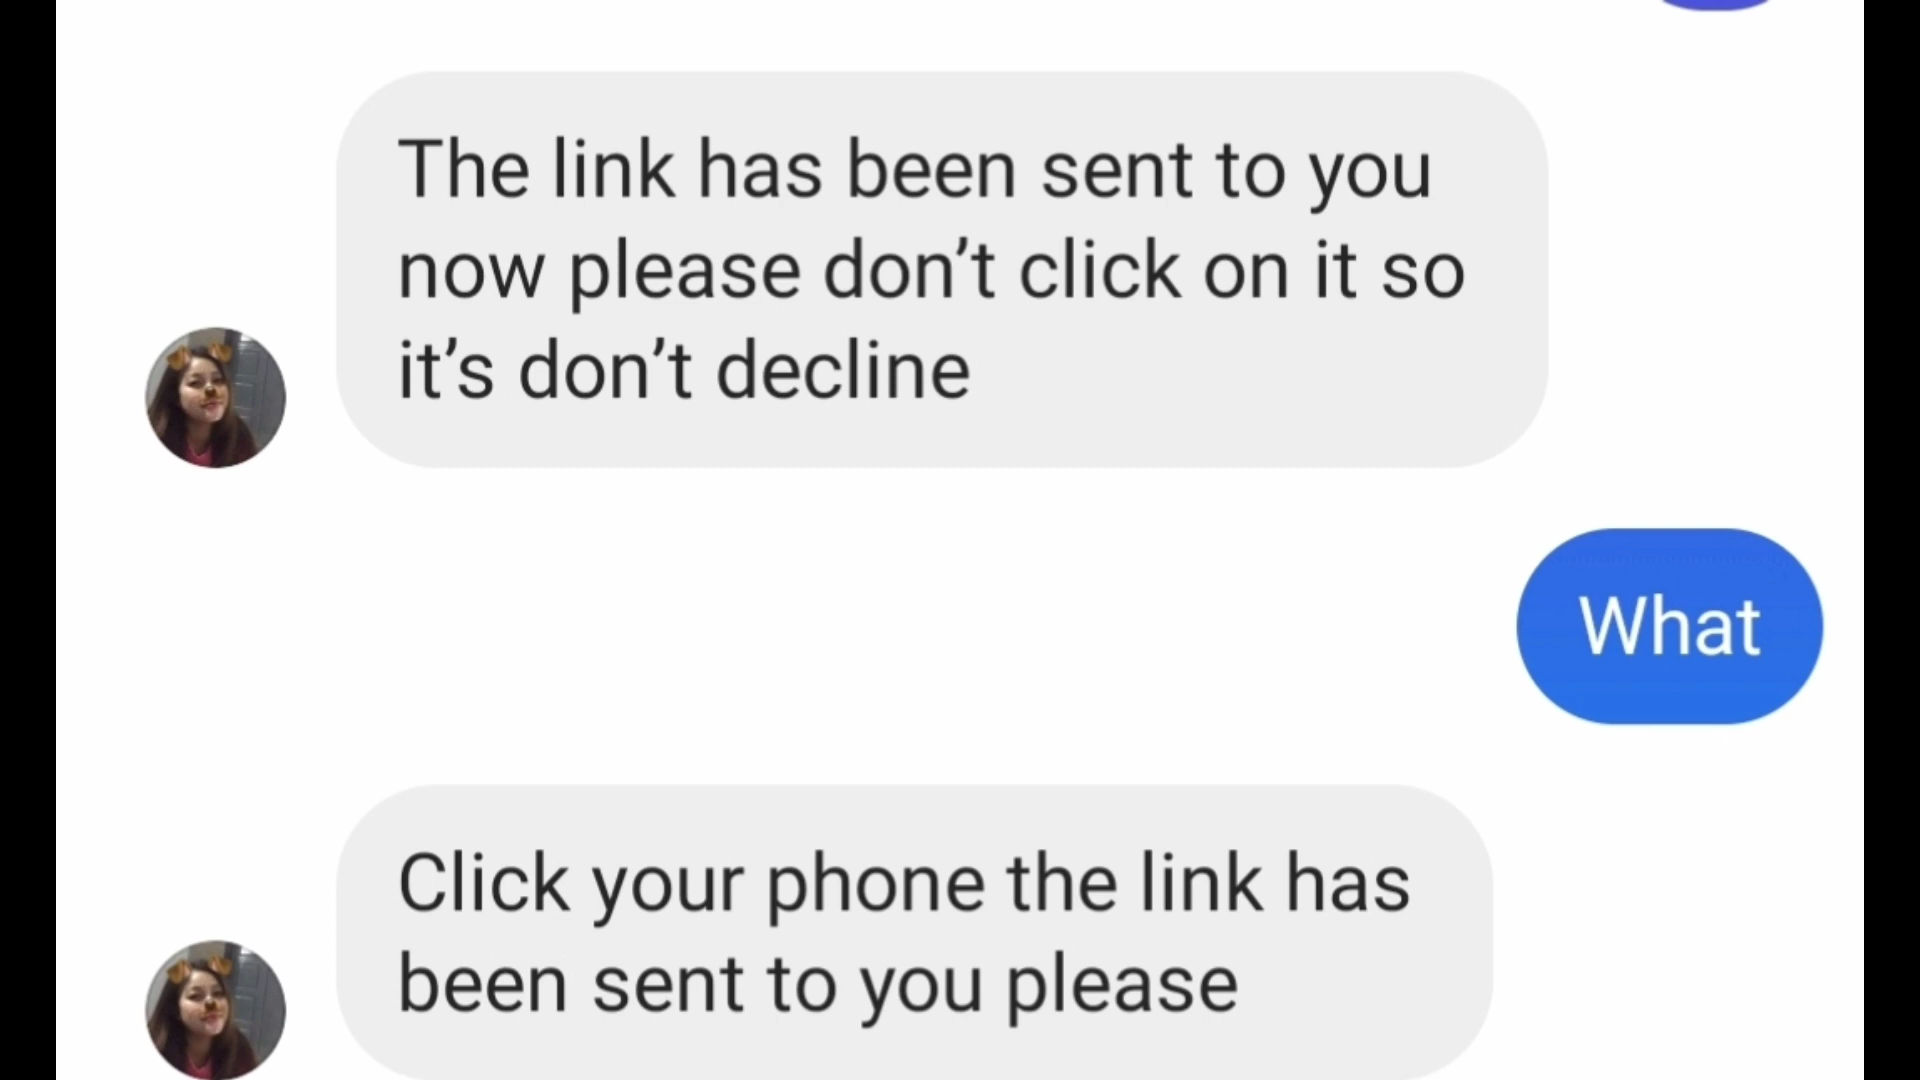 The link has been sent to you
now please don’t click on it so
it’s don’t decline
What
Click your phone the link has
been sent to you please